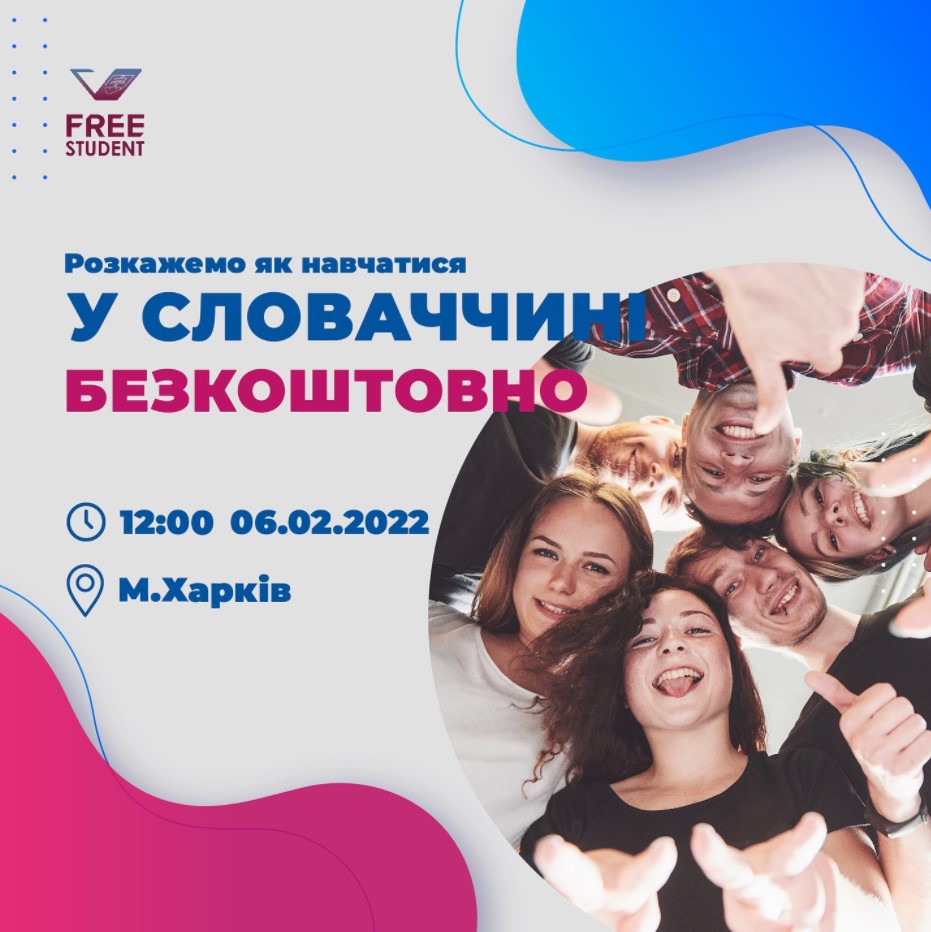 FREE
STUDENT
Розкажемо як навчатися
У СЛОВАЧЧИНІ
БЕЗКОШТОВНО
12:00 06.02.2022
М.Харків